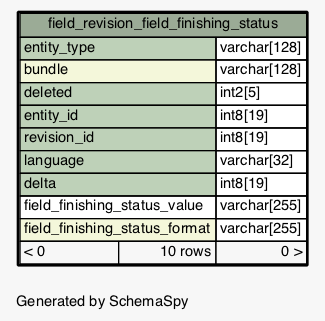 field_revision_field_finishing_status
entity_type varchar[128]
bundle varchar[128]
deleted int2[5]
entity_id int8[19]
revision_id int8[19]
language varchar[32]
delta int8[19]
field_finishing_status_value varchar[255]
field_finishing_status_format varchar[255]
< 0 10 rows 0 >
Generated by SchemaSpy